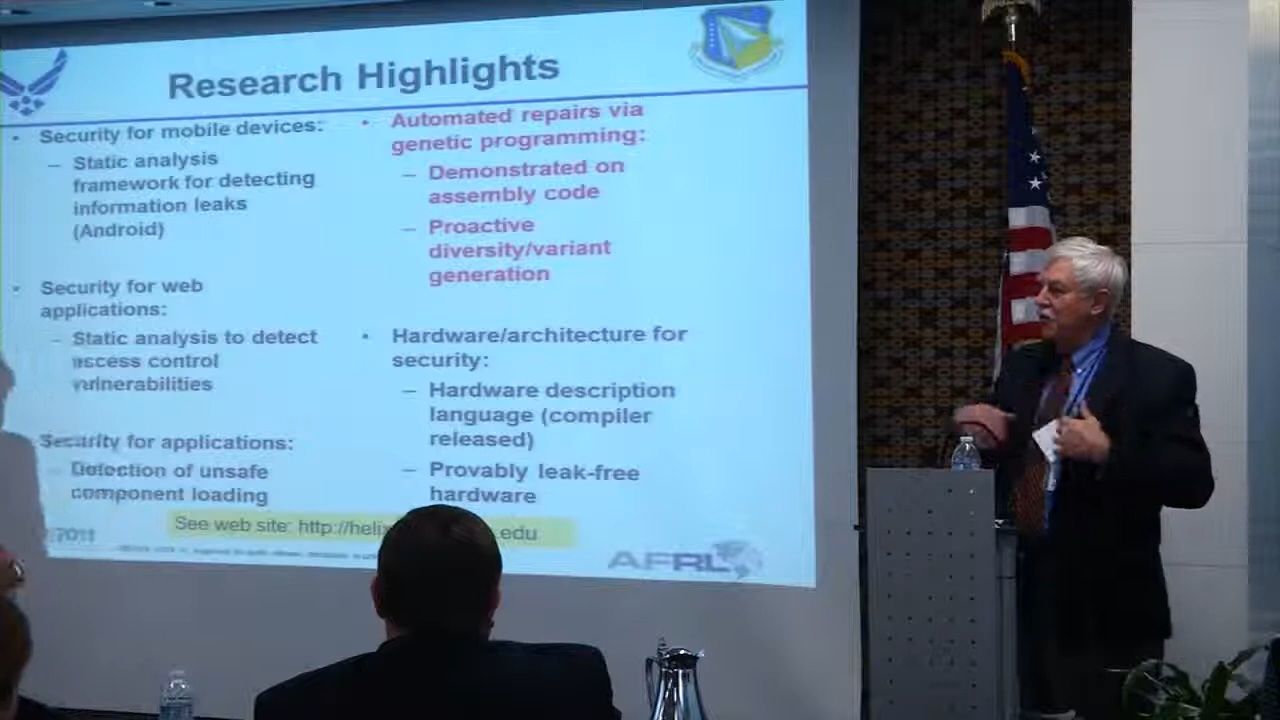 Research Highlights
• Security for mobile devices:
– Static analysis
framework for detecting
information leaks
(Android)
• Security for web
applications:
– Static analysis to detect
access control
vulnerabilities
Security for applications:
– Detection of unsafe
component loading
• Automated repairs via
genetic programming:
– Demonstrated on
assembly code
– Proactive
diversity/variant
generation
• Hardware/architecture for
security:
– Hardware description
language (compiler
released)
– Provably leak-free
hardware
See web site: .edu
2011
AFRL